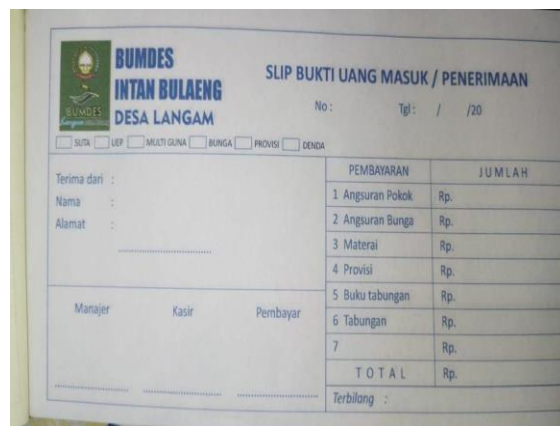 BUMDES
BUMDES
INTAN BULAENG
DESA LANGAM
SLIP BUKTI UANG MASUK / PENERIMAAN
No : Tgl : / /20
SUTA UEP MULTI GUNA BUNGA PROVISI DENDA
Terima dari :
Nama :
Alamat :
PEMBAYARAN JUMLAH
1 Angsuran Pokok Rp.
2 Angsuran Bunga Rp.
3 Materai Rp.
4 Provisi Rp.
5 Buku tabungan Rp.
6 Tabungan Rp.
7 Rp.
TOTAL Rp.
Terbilang :
Manajer Kasir Pembayar